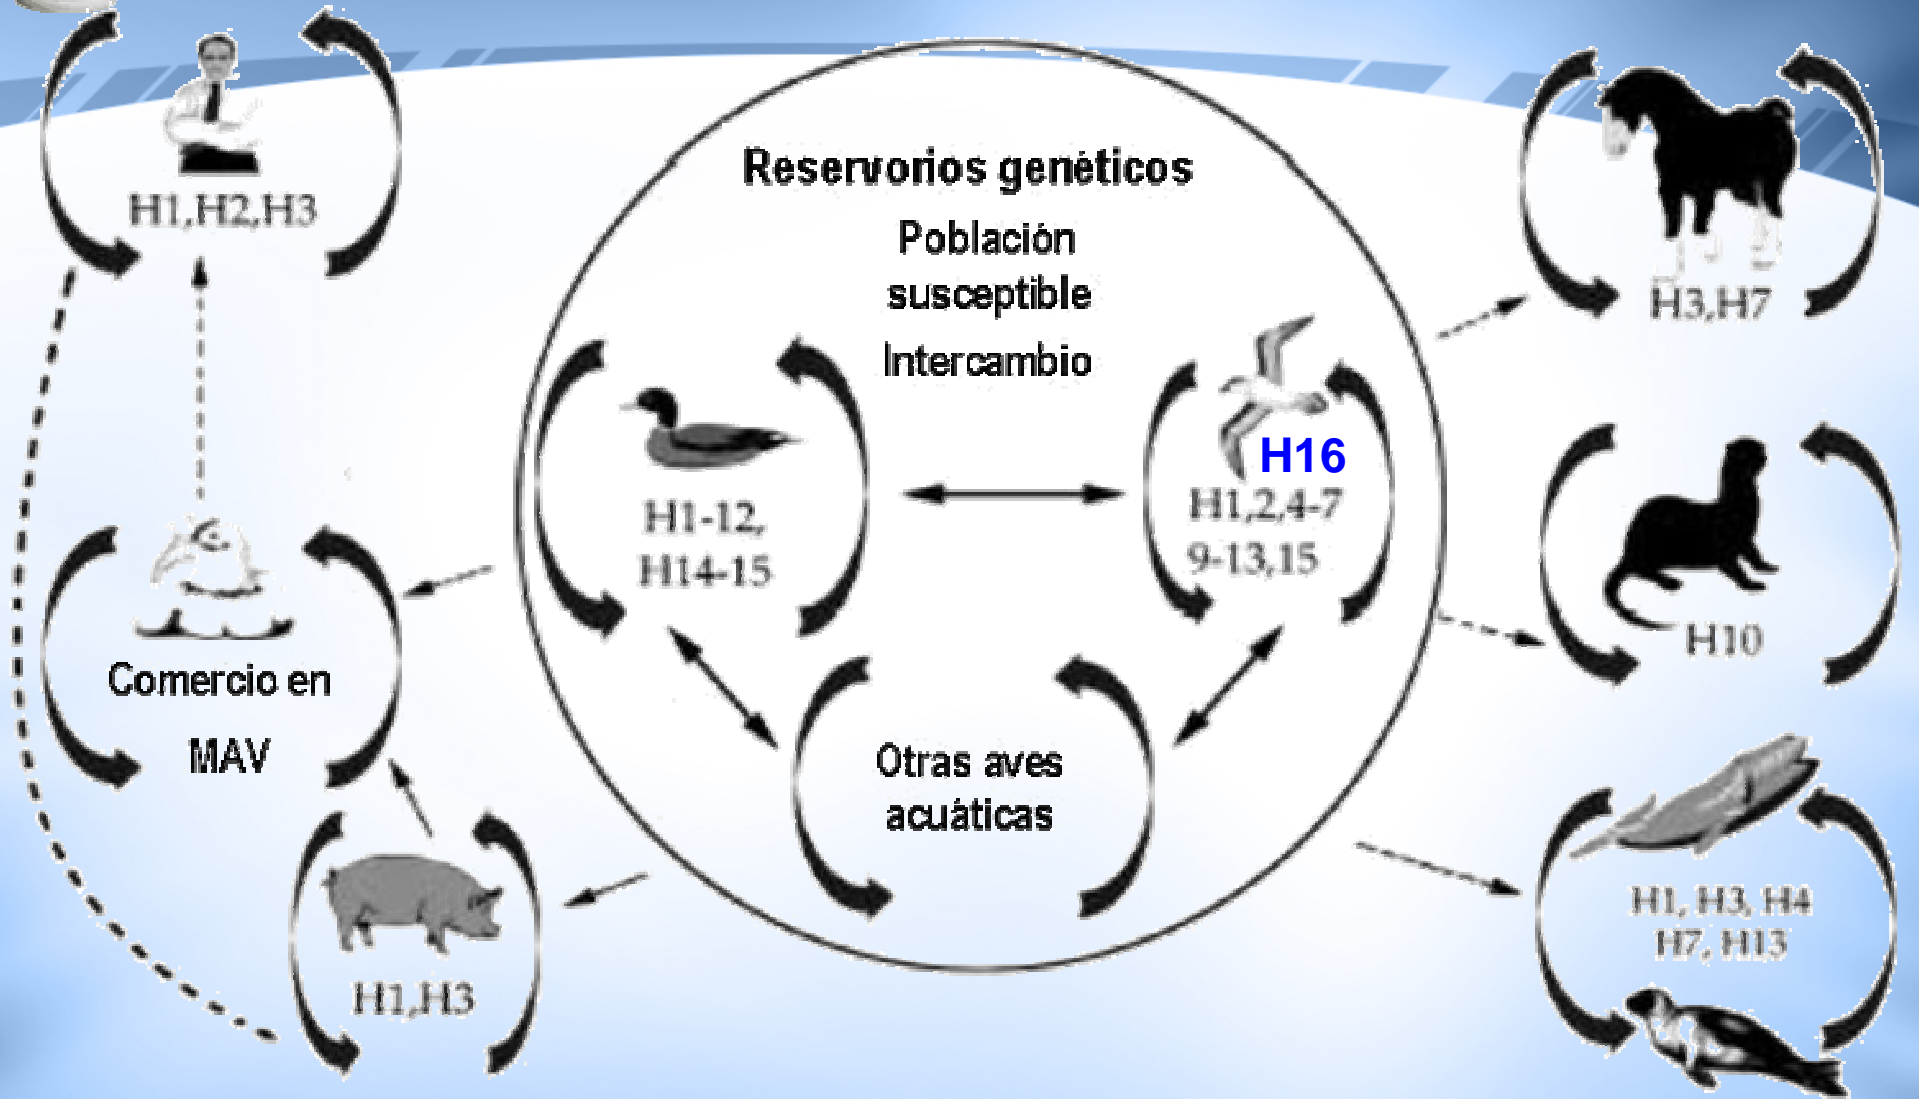 H1,H2,H3
Reservorios genéticos
Población
susceptible
Intercambio
H3,H7
H16
H1,2,4-7
9-13,15
H1-12,
H14-15
H10
Comercio en
MAV
Otras aves
acuáticas
H1, H3, H4
H7, H13
H1,H3